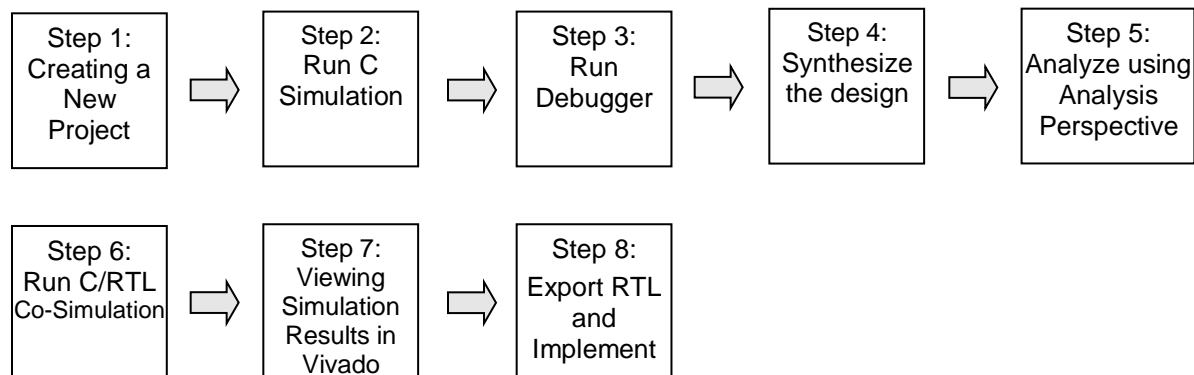 Step 1:
Creating a
New
Project
Step 2:
Run C
Simulation
Step 3:
Run
Debugger
Step 4:
Synthesize
the design
Step 5:
Analyze using
Analysis
Perspective
Step 6:
Run C/RTL
Co-Simulation
Step 7:
Viewing
Simulation
Results in
Vivado
Step 8:
Export RTL
and
Implement